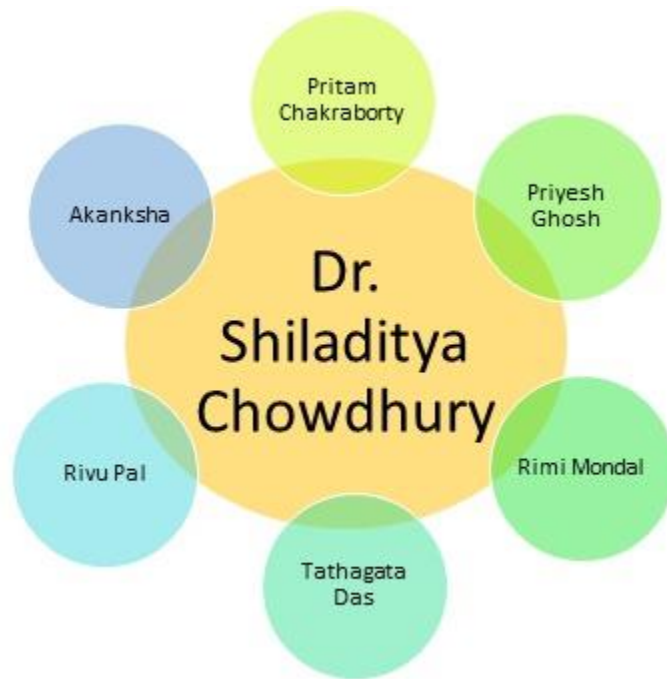 Pritam
Chakraborty
Priyesh
Ghosh
Akanksha
Dr.
Shiladitya
Chowdhury
Rimi Mondal
Rivu Pal
Tathagata
Das